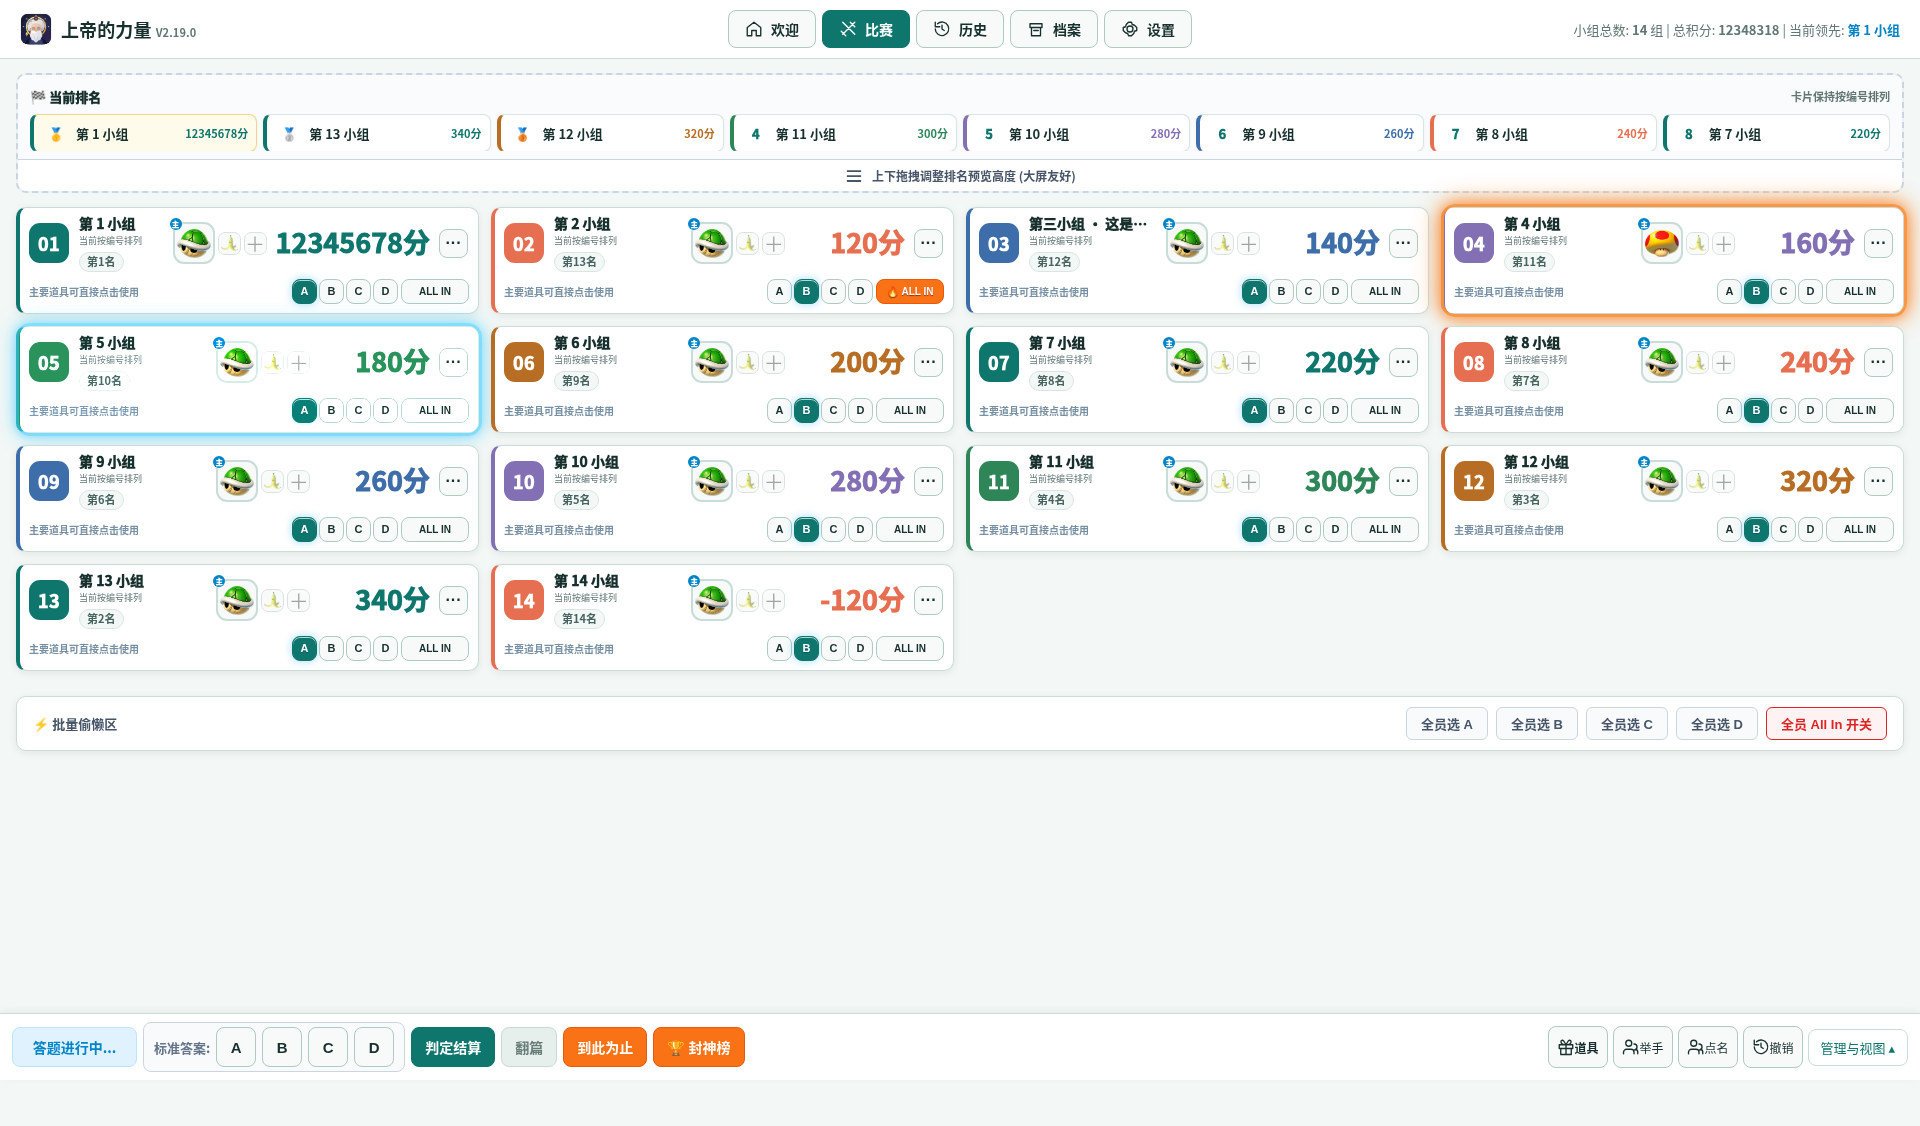 上帝的力量 V2.19.0
欢迎
比赛
历史
档案
设置
小组总数: 14 组 | 总积分: 12348318 | 当前领先: 第 1 小组
🏁 当前排名
卡片保持按编号排列
🥇 第 1 小组 12345678分
🥈 第 13 小组 340分
🥉 第 12 小组 320分
4 第 11 小组 300分
5 第 10 小组 280分
6 第 9 小组 260分
7 第 8 小组 240分
8 第 7 小组 220分
上下拖拽调整排名预览高度 (大屏友好)
01 第 1 小组
当前按编号排列
第1名
主
12345678分 ···
主要道具可直接点击使用
A B C D ALL IN
02 第 2 小组
当前按编号排列
第13名
主
120分 ···
主要道具可直接点击使用
A B C D 🔥 ALL IN
03 第三小组 · 这是···
当前按编号排列
第12名
主
140分 ···
主要道具可直接点击使用
A B C D ALL IN
04 第 4 小组
当前按编号排列
第11名
主
160分 ···
主要道具可直接点击使用
A B C D ALL IN
05 第 5 小组
当前按编号排列
第10名
主
180分 ···
主要道具可直接点击使用
A B C D ALL IN
06 第 6 小组
当前按编号排列
第9名
主
200分 ···
主要道具可直接点击使用
A B C D ALL IN
07 第 7 小组
当前按编号排列
第8名
主
220分 ···
主要道具可直接点击使用
A B C D ALL IN
08 第 8 小组
当前按编号排列
第7名
主
240分 ···
主要道具可直接点击使用
A B C D ALL IN
09 第 9 小组
当前按编号排列
第6名
主
260分 ···
主要道具可直接点击使用
A B C D ALL IN
10 第 10 小组
当前按编号排列
第5名
主
280分 ···
主要道具可直接点击使用
A B C D ALL IN
11 第 11 小组
当前按编号排列
第4名
主
300分 ···
主要道具可直接点击使用
A B C D ALL IN
12 第 12 小组
当前按编号排列
第3名
主
320分 ···
主要道具可直接点击使用
A B C D ALL IN
13 第 13 小组
当前按编号排列
第2名
主
340分 ···
主要道具可直接点击使用
A B C D ALL IN
14 第 14 小组
当前按编号排列
第14名
主
-120分 ···
主要道具可直接点击使用
A B C D ALL IN
⚡ 批量偷懒区
全员选 A
全员选 B
全员选 C
全员选 D
全员 All In 开关
答题进行中...
标准答案: A B C D
判定结算
翻篇
到此为止
🏆 封神榜
道具
举手
点名
撤销
管理与视图 ▴